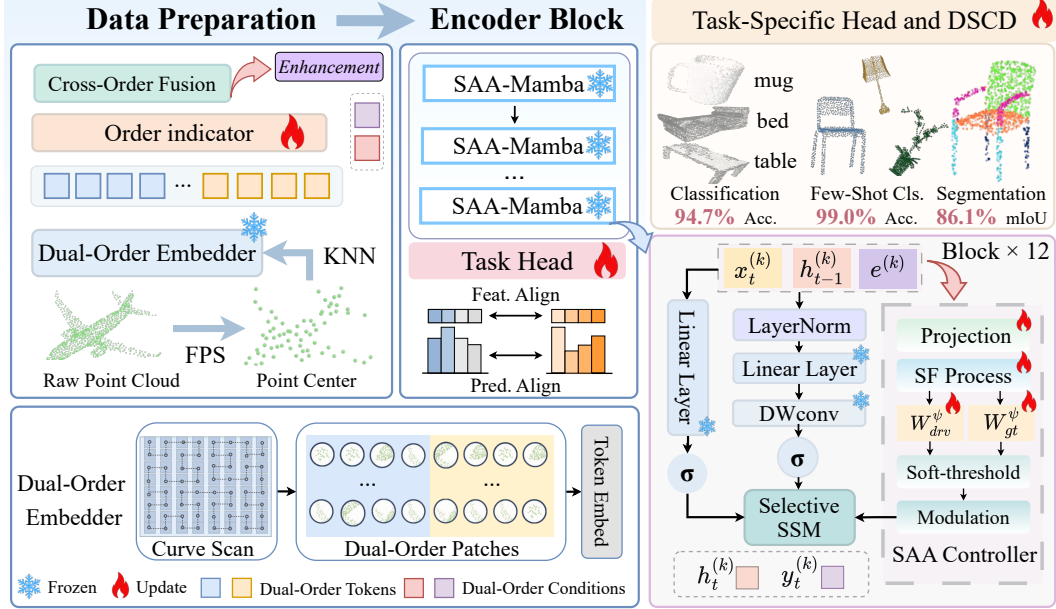 Data Preparation
Cross-Order Fusion
Enhancement
Order indicator
...
Dual-Order Embedder
KNN
FPS
Raw Point Cloud
Point Center
Encoder Block
SAA-Mamba
SAA-Mamba
...
SAA-Mamba
Task Head
Feat. Align
Pred. Align
Task-Specific Head and DSCD
mug
bed
table
Classification
94.7% Acc.
Few-Shot Cls.
99.0% Acc.
Segmentation
86.1% mIoU
Block × 12
x_t^{(k)}
h_{t-1}^{(k)}
e^{(k)}
Linear Layer
σ
LayerNorm
Linear Layer
DWconv
σ
Selective
SSM
Projection
SF Process
W_{drv}^ψ
W_{gt}^ψ
Soft-threshold
Modulation
SAA Controller
h_t^{(k)}
y_t^{(k)}
Dual-Order
Embedder
Curve Scan
...
...
Dual-Order Patches
Token Embed
Frozen
Update
Dual-Order Tokens
Dual-Order Conditions